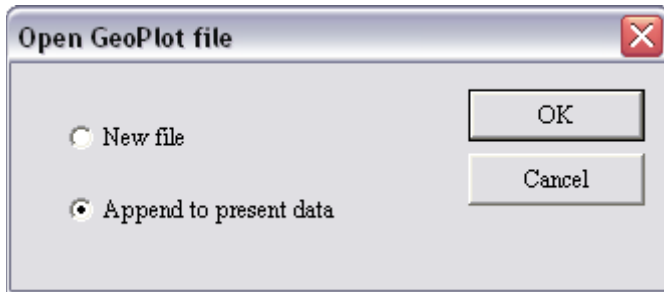 Open GeoPlot file
New file
Append to present data
OK
Cancel